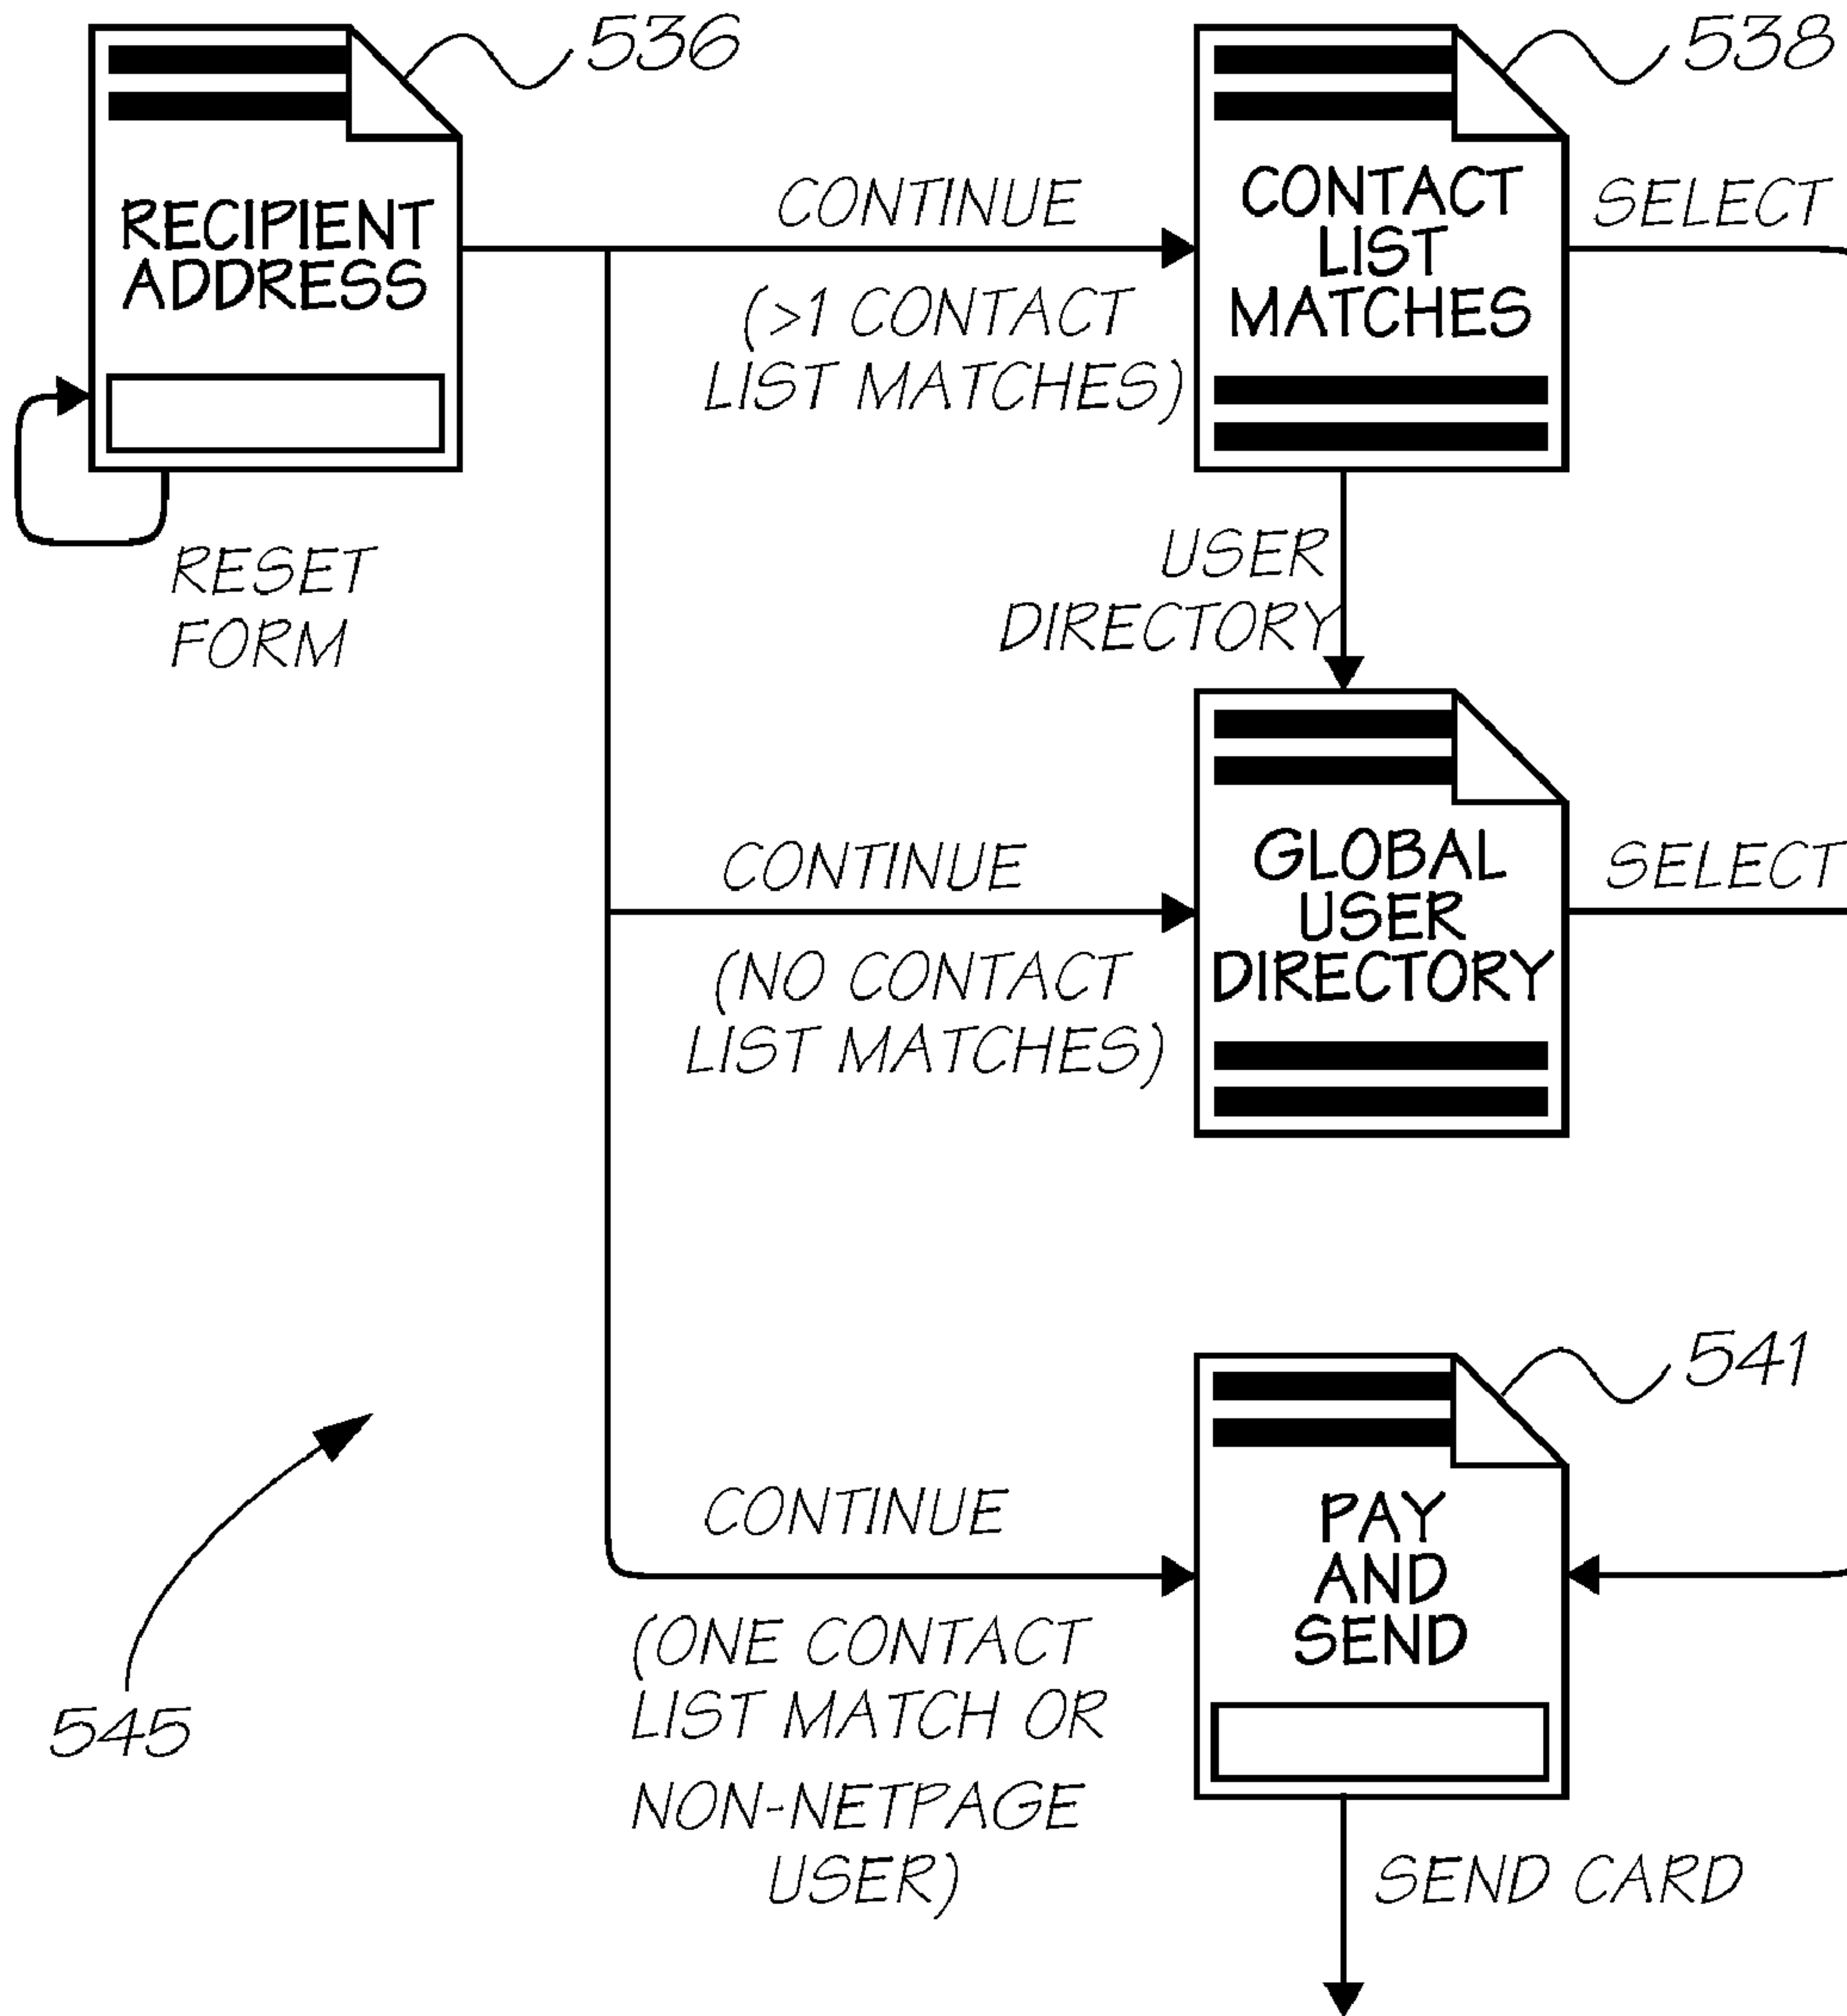 536
538
RECIPIENT
ADDRESS
CONTINUE
(>1 CONTACT
LIST MATCHES)
CONTACT
LIST
MATCHES
SELECT
RESET
FORM
USER
DIRECTORY
CONTINUE
(NO CONTACT
LIST MATCHES)
GLOBAL
USER
DIRECTORY
SELECT
541
CONTINUE
(ONE CONTACT
LIST MATCH OR
NON-NETPAGE
USER)
PAY
AND
SEND
545
SEND CARD